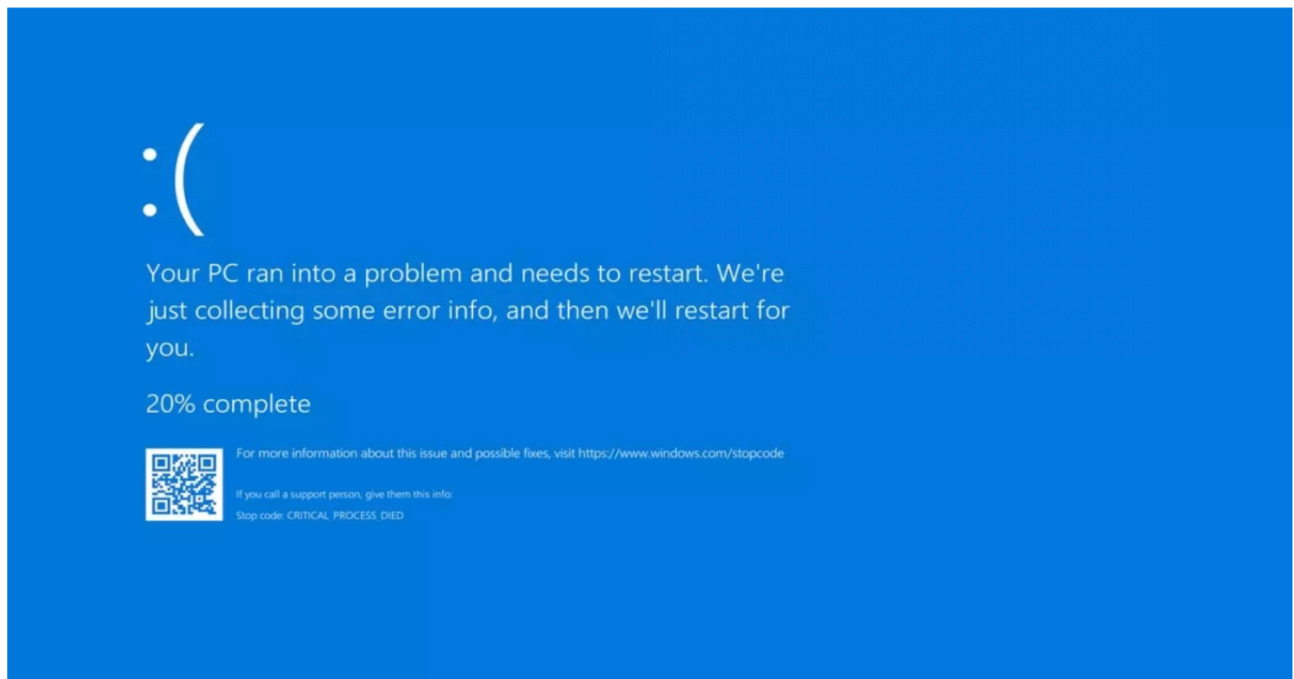 :(
Your PC ran into a problem and needs to restart. We're
just collecting some error info, and then we'll restart for
you.
20% complete
For more information about this issue and possible fixes, visit https://www.windows.com/stopcode
If you call a support person, give them this info:
Stop code: CRITICAL_PROCESS_DIED